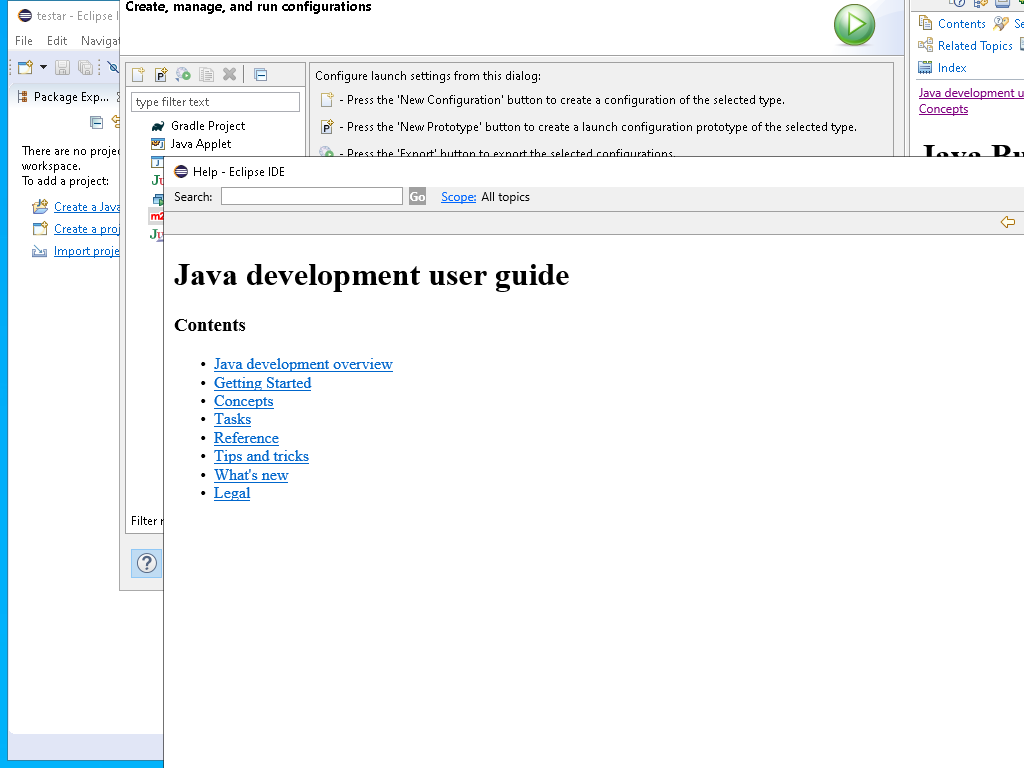 testar - Eclipse I
File Edit Navigat
Package Exp...
There are no projec
workspace.
To add a project:
Create a Java
Create a proj
Import proje
Create, manage, and run configurations
type filter text
Gradle Project
Java Applet
Ju
m2
Ju
Filter m
Configure launch settings from this dialog:
- Press the 'New Configuration' button to create a configuration of the selected type.
- Press the 'New Prototype' button to create a launch configuration prototype of the selected type.
- Press the 'Export' button to export the selected configurations.
Contents Se
Related Topics
Index
Java development u
Concepts
Java Bu
Help - Eclipse IDE
Search: Go Scope: All topics
Java development user guide
Contents
• Java development overview
• Getting Started
• Concepts
• Tasks
• Reference
• Tips and tricks
• What's new
• Legal